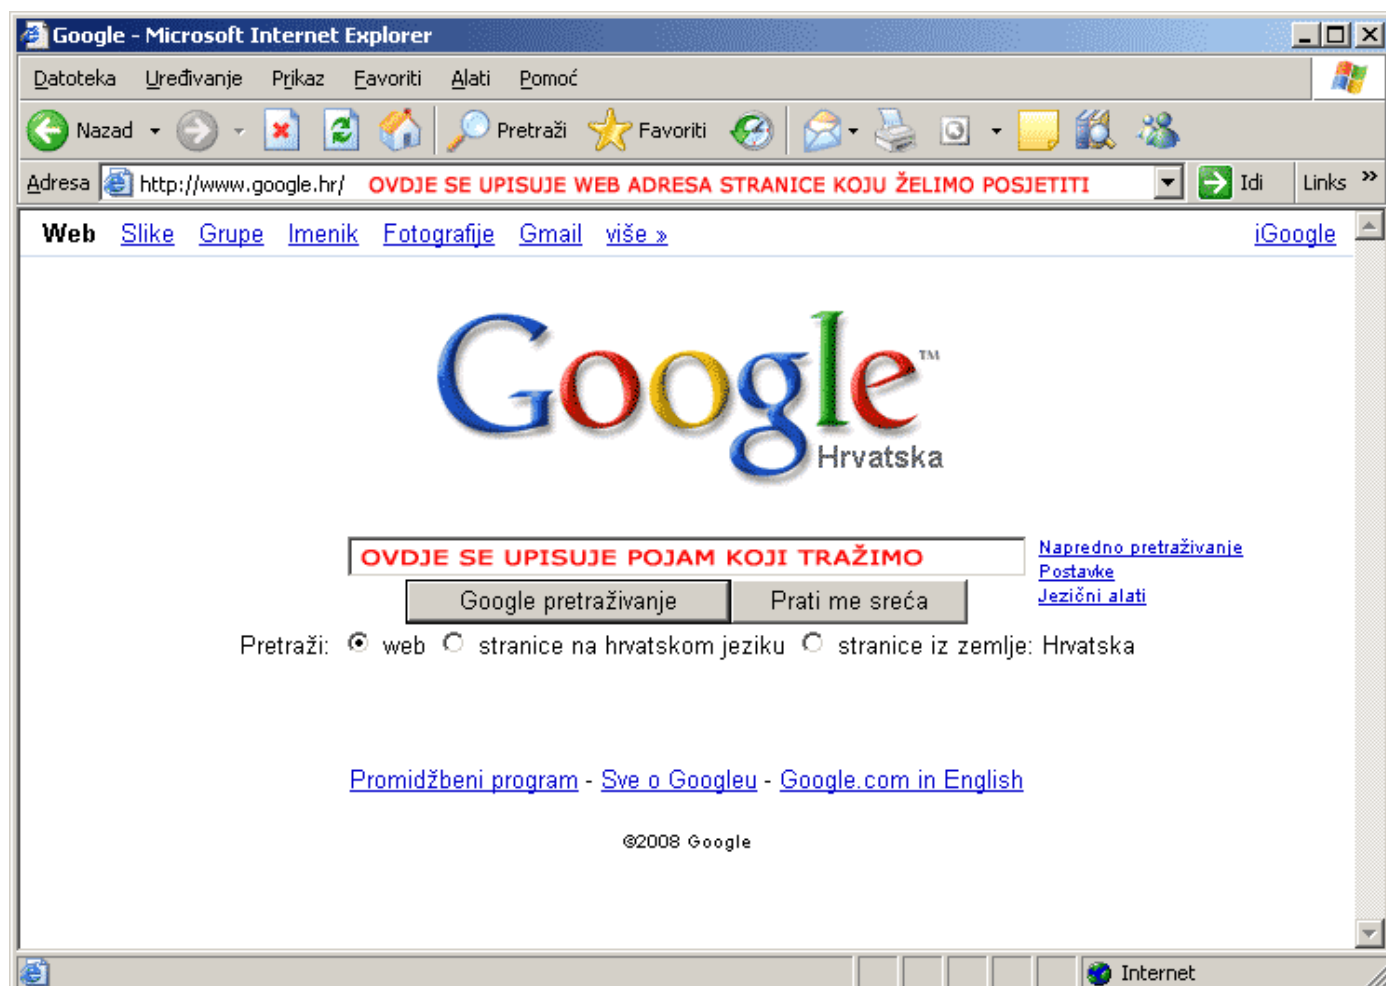 Google - Microsoft Internet Explorer
Datoteka Uređivanje Prikaz Favoriti Alati Pomoć
Nazad Pretraži Favoriti
Adresa http://www.google.hr/ OVDJE SE UPISUJE WEB ADRESA STRANICE KOJU ŽELIMO POSJETITI Idi Links »
Web Slike Grupe Imenik Fotografije Gmail više » iGoogle
Google™
Hrvatska
OVDJE SE UPISUJE POJAM KOJI TRAŽIMO Napredno pretraživanje
Postavke
Google pretraživanje Prati me sreća Jezični alati
Pretraži: web stranice na hrvatskom jeziku stranice iz zemlje: Hrvatska
Promidžbeni program - Sve o Googleu - Google.com in English
©2008 Google
Internet